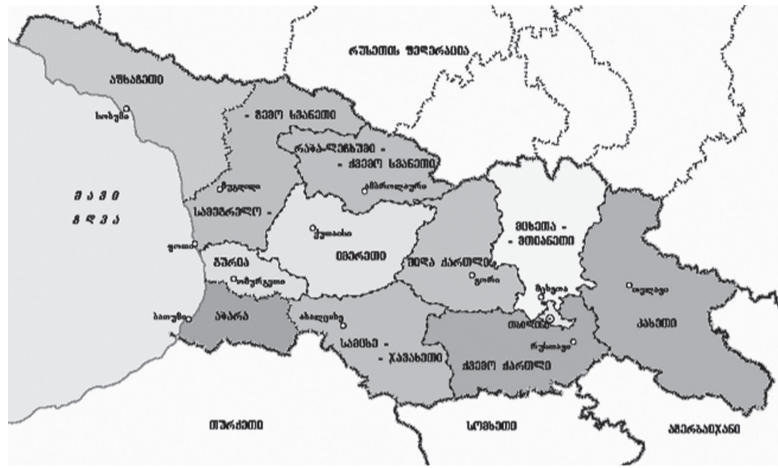 რუსეთის ფედერაცია
აფხაზეთი
სოხუმი
- ზემო სვანეთი
რაჭა-ლეჩხუმი -
- ქვემო სვანეთი
ამბროლაური
ზუგდიდი
სამეგრელო -
შავი
ზღვა
მცხეთა -
- მთიანეთი
ქუთაისი
ფოთი
იმერეთი
გურია
შიდა ქართლი
ოზურგეთი
გორი
მცხეთა
თელავი
ბათუმი
აჭარა
ახალციხე
თბილისი
კახეთი
სამცხე -
- ჯავახეთი
რუსთავი
ქვემო ქართლი
თურქეთი
სომხეთი
აზერბაიჯანი